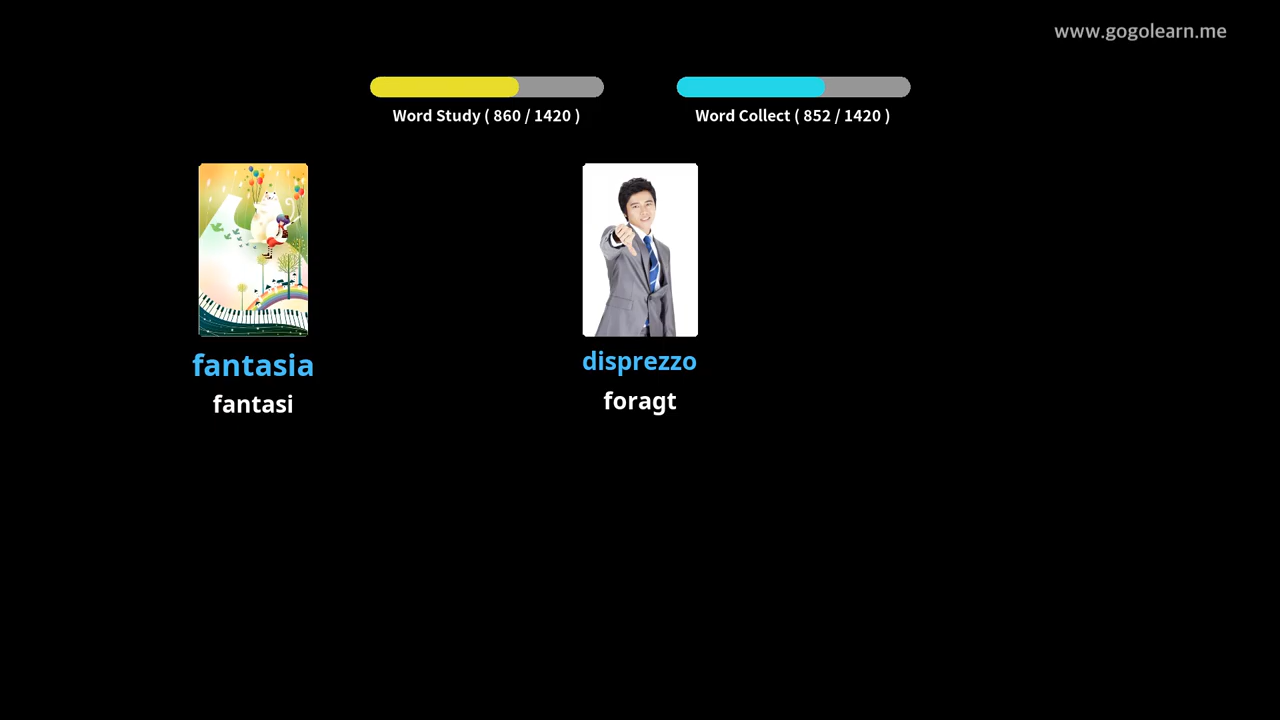 www.gogolearn.me
Word Study ( 860 / 1420 )
Word Collect ( 852 / 1420 )
fantasia
fantasi
disprezzo
foragt